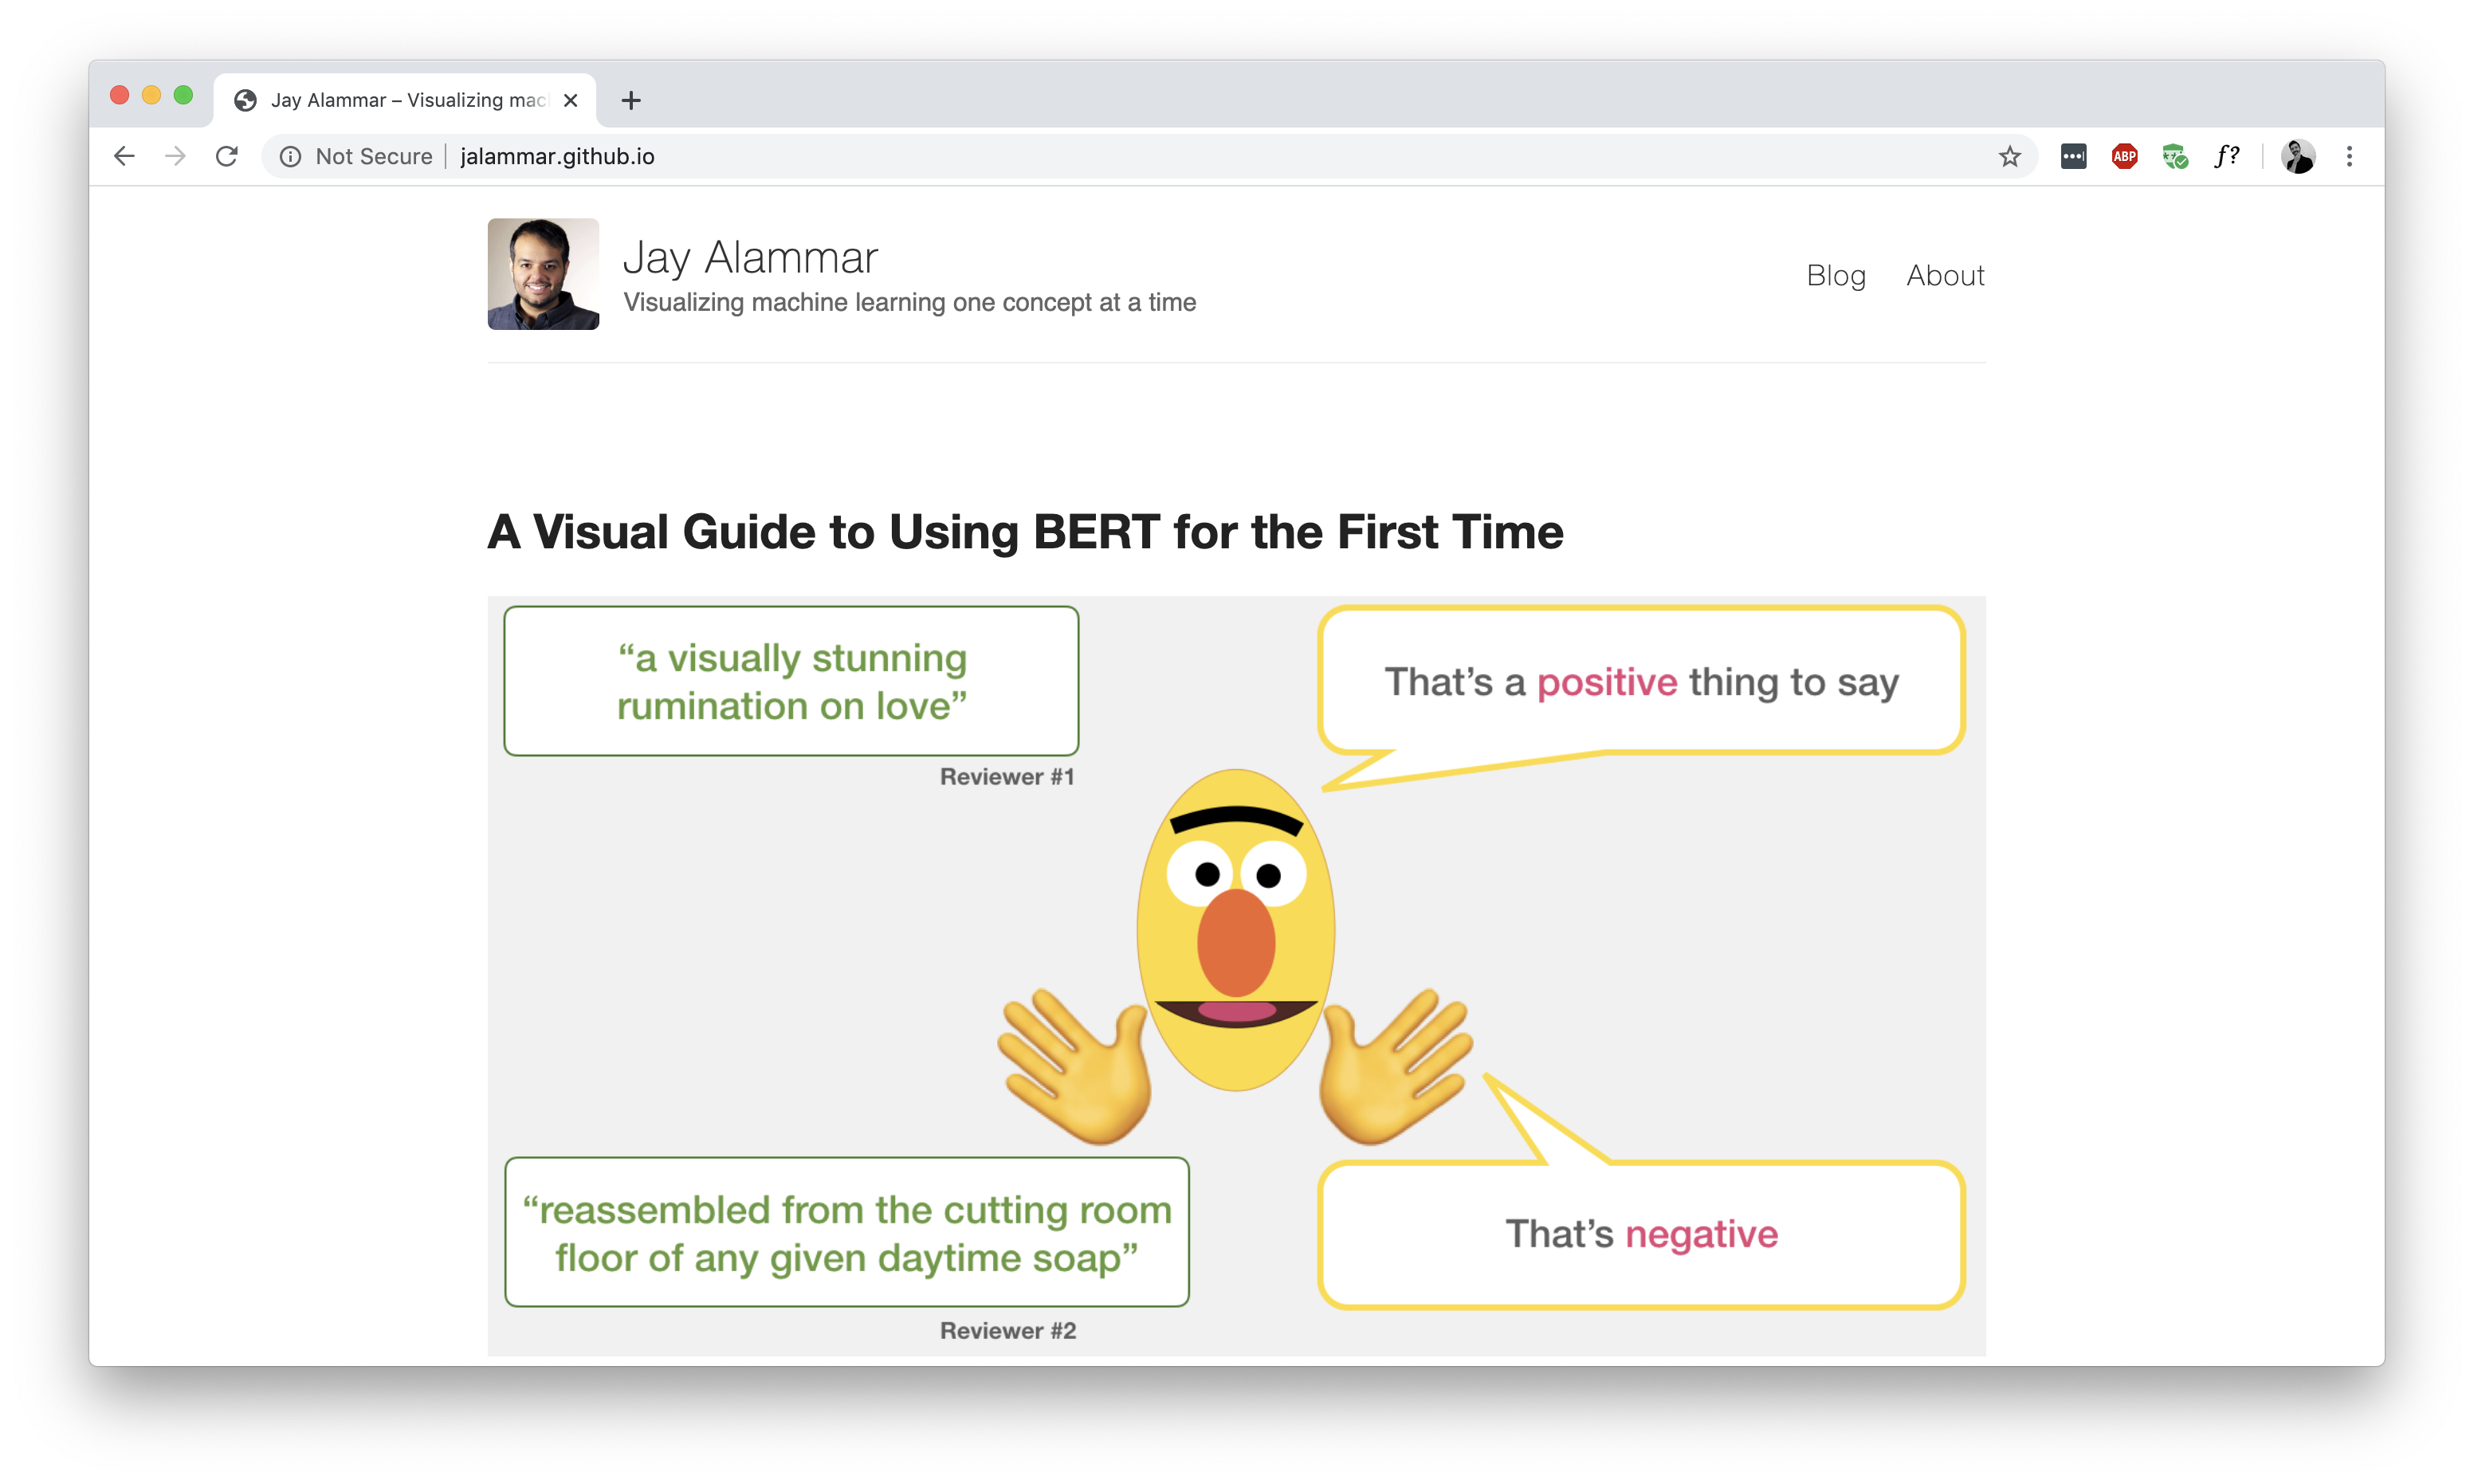 Jay Alammar – Visualizing mac
Not Secure
jalammar.github.io
ABP
f?
Jay Alammar
Visualizing machine learning one concept at a time
Blog
About
A Visual Guide to Using BERT for the First Time
“a visually stunning
rumination on love”
Reviewer #1
That’s a positive thing to say
“reassembled from the cutting room
floor of any given daytime soap”
Reviewer #2
That’s negative